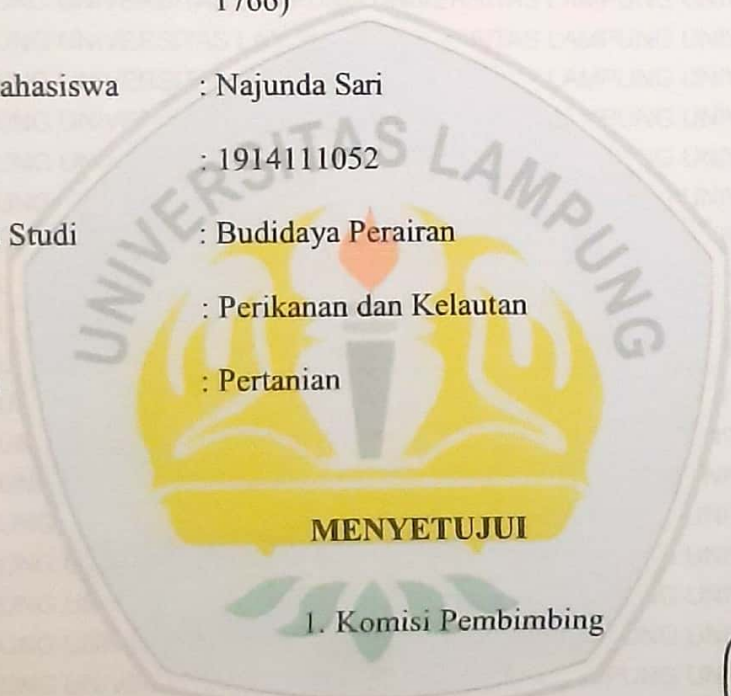 1766)
ahasiswa : Najunda Sari
: 1914111052
Studi : Budidaya Perairan
: Perikanan dan Kelautan
: Pertanian
UNIVERSITAS LAMPUNG
MENYETUJUI
1. Komisi Pembimbing